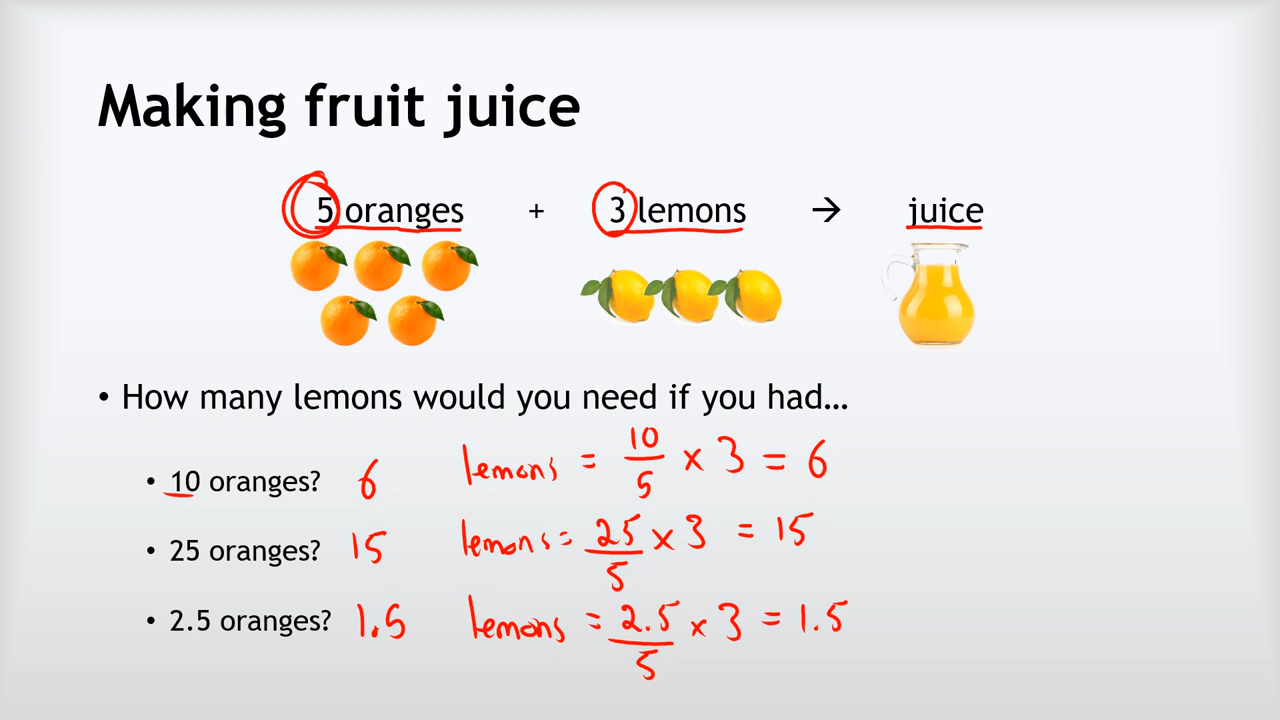 Making fruit juice
5 oranges + 3 lemons → juice
• How many lemons would you need if you had...
• 10 oranges? 6 lemons = 10/5 × 3 = 6
• 25 oranges? 15 lemons = 25/5 × 3 = 15
• 2.5 oranges? 1.5 lemons = 2.5/5 × 3 = 1.5